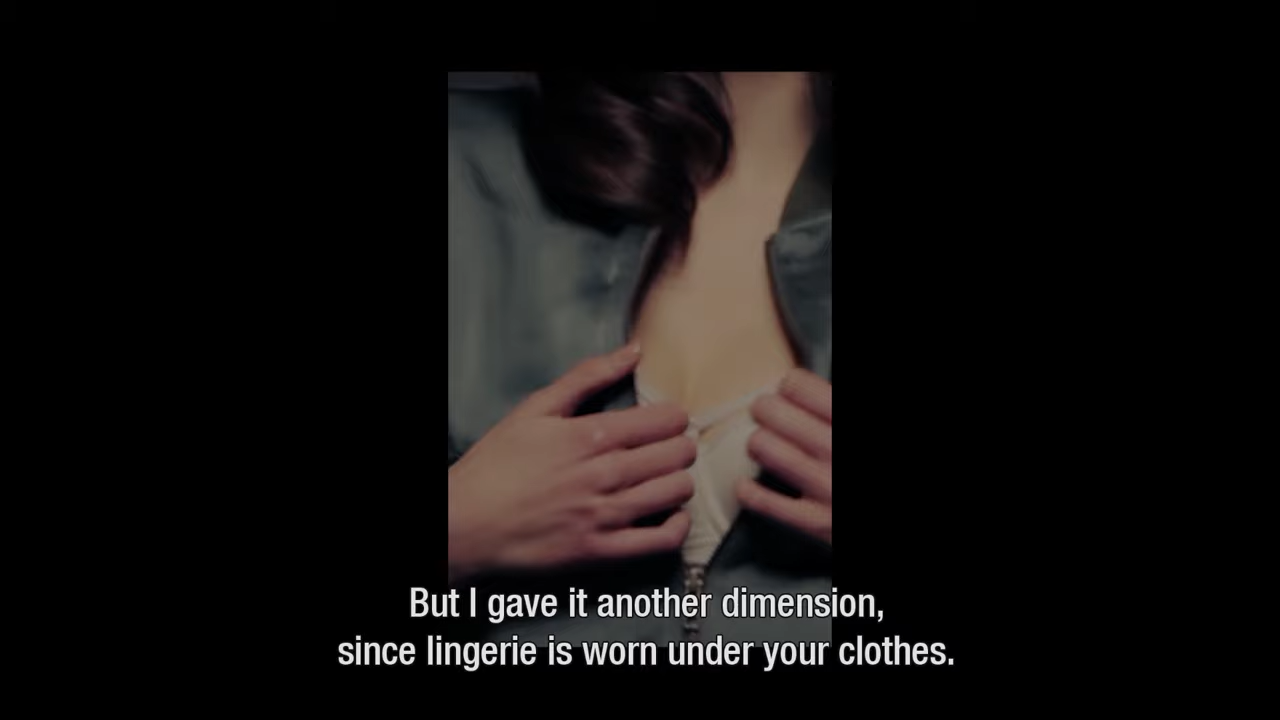 But I gave it another dimension,
since lingerie is worn under your clothes.